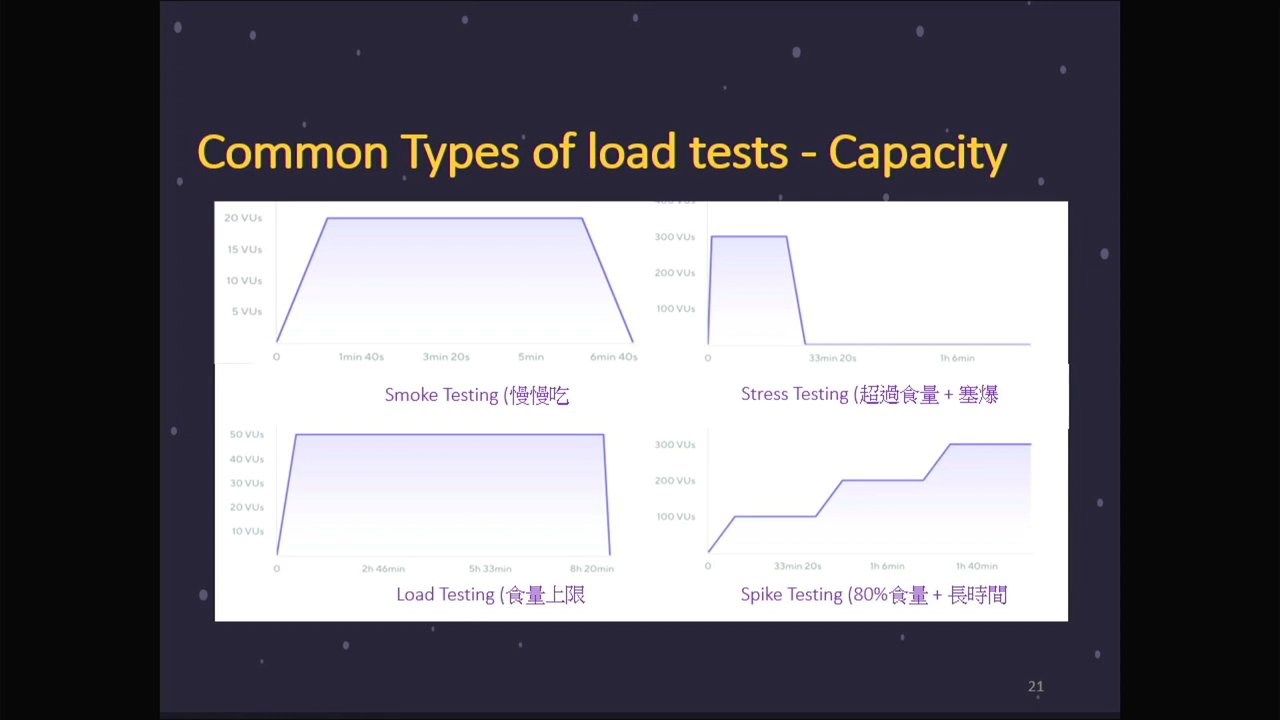 Common Types of load tests - Capacity
20 VUs
15 VUs
10 VUs
5 VUs
0 1min 40s 3min 20s 5min 6min 40s
Smoke Testing (慢慢吃
400 VUs
300 VUs
200 VUs
100 VUs
0 33min 20s 1h 6min
Stress Testing (超過食量 + 塞爆
50 VUs
40 VUs
30 VUs
20 VUs
10 VUs
0 2h 46min 5h 33min 8h 20min
Load Testing (食量上限
300 VUs
200 VUs
100 VUs
0 33min 20s 1h 6min 1h 40min
Spike Testing (80%食量 + 長時間
21